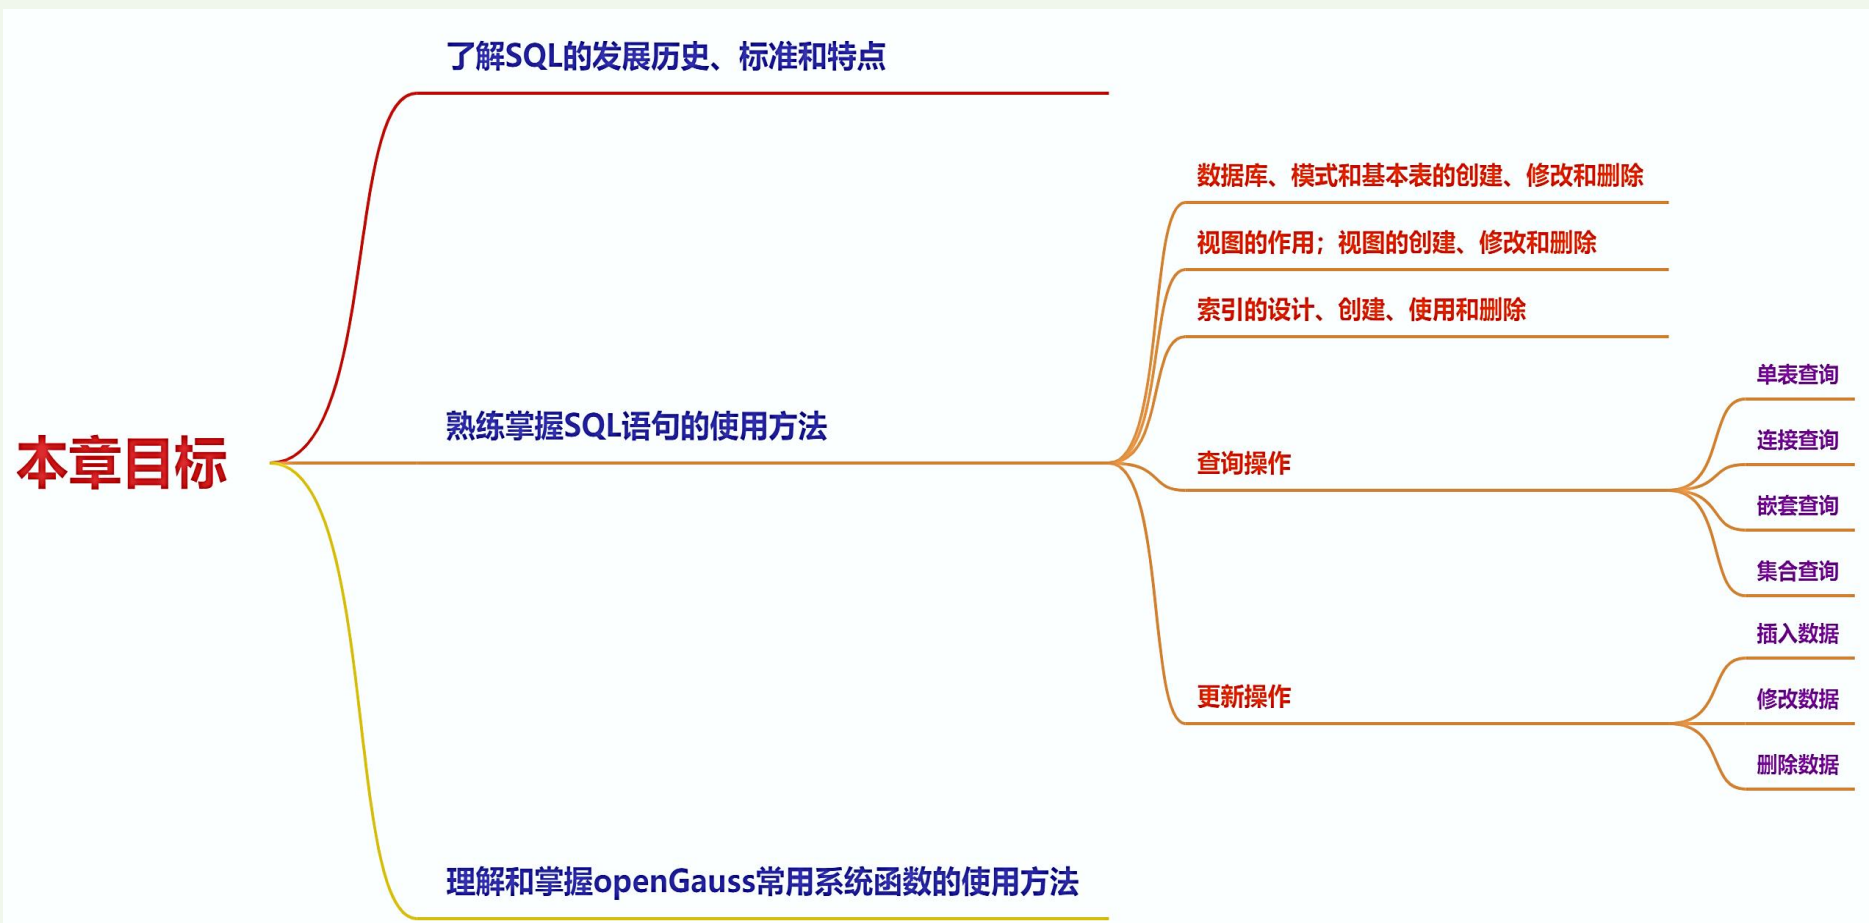 本章目标
了解SQL的发展历史、标准和特点
熟练掌握SQL语句的使用方法
数据库、模式和基本表的创建、修改和删除
视图的作用；视图的创建、修改和删除
索引的设计、创建、使用和删除
查询操作
单表查询
连接查询
嵌套查询
集合查询
更新操作
插入数据
修改数据
删除数据
理解和掌握openGauss常用系统函数的使用方法